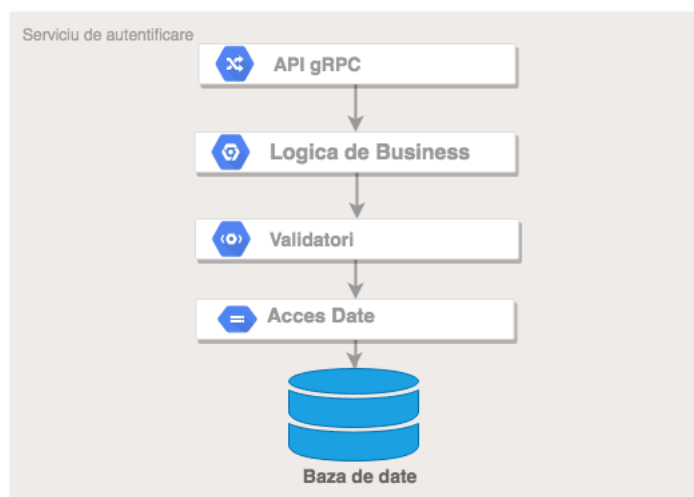 Serviciu de autentificare
API gRPC
Logica de Business
Validatori
Acces Date
Baza de date